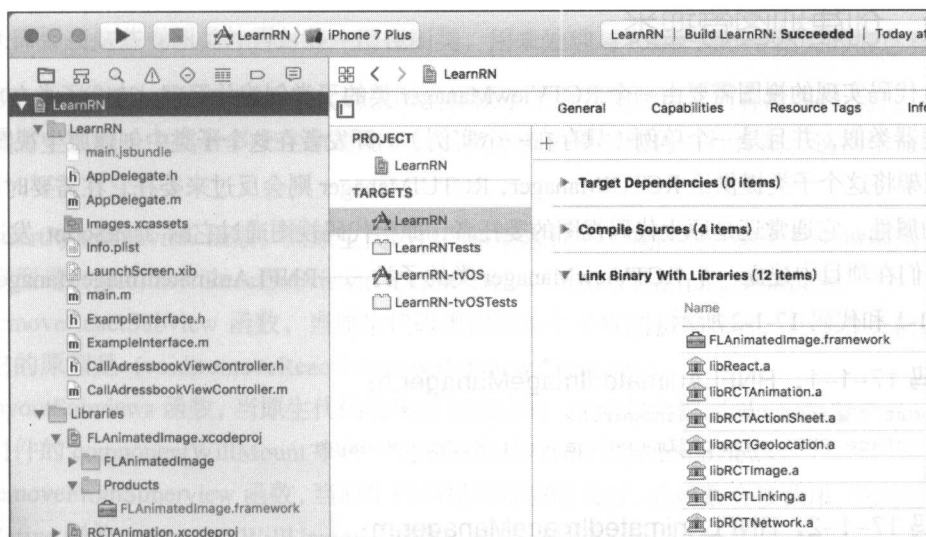 LearnRN 〉 iPhone 7 Plus
LearnRN | Build LearnRN: Succeeded | Today at
LearnRN
LearnRN
LearnRN
main.jsbundle
AppDelegate.h
AppDelegate.m
Images.xcassets
Info.plist
LaunchScreen.xib
main.m
ExampleInterface.h
ExampleInterface.m
CallAdressbookViewController.h
CallAdressbookViewController.m
Libraries
FLAnimatedImage.xcodeproj
FLAnimatedImage
Products
FLAnimatedImage.framework
RCTAnimation.xcodeproj
PROJECT
LearnRN
TARGETS
LearnRN
LearnRNTests
LearnRN-tvOS
LearnRN-tvOSTests
General Capabilities Resource Tags Info
Target Dependencies (0 items)
Compile Sources (4 items)
Link Binary With Libraries (12 items)
Name
FLAnimatedImage.framework
libReact.a
libRCTAnimation.a
libRCTActionSheet.a
libRCTGeolocation.a
libRCTImage.a
libRCTLinking.a
libRCTNetwork.a